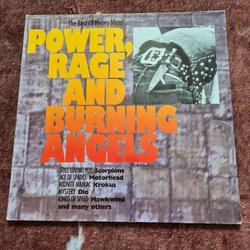 The Best Of Heavy Metal
POWER,
RAGE
AND
BURNING
ANGELS
STILL LOVING YOU Scorpions
ACE OF SPADES Motorhead
MIDNITE MANIAC Krokus
MYSTERY Dio
KINGS OF SPEED Hawkwind
and many others